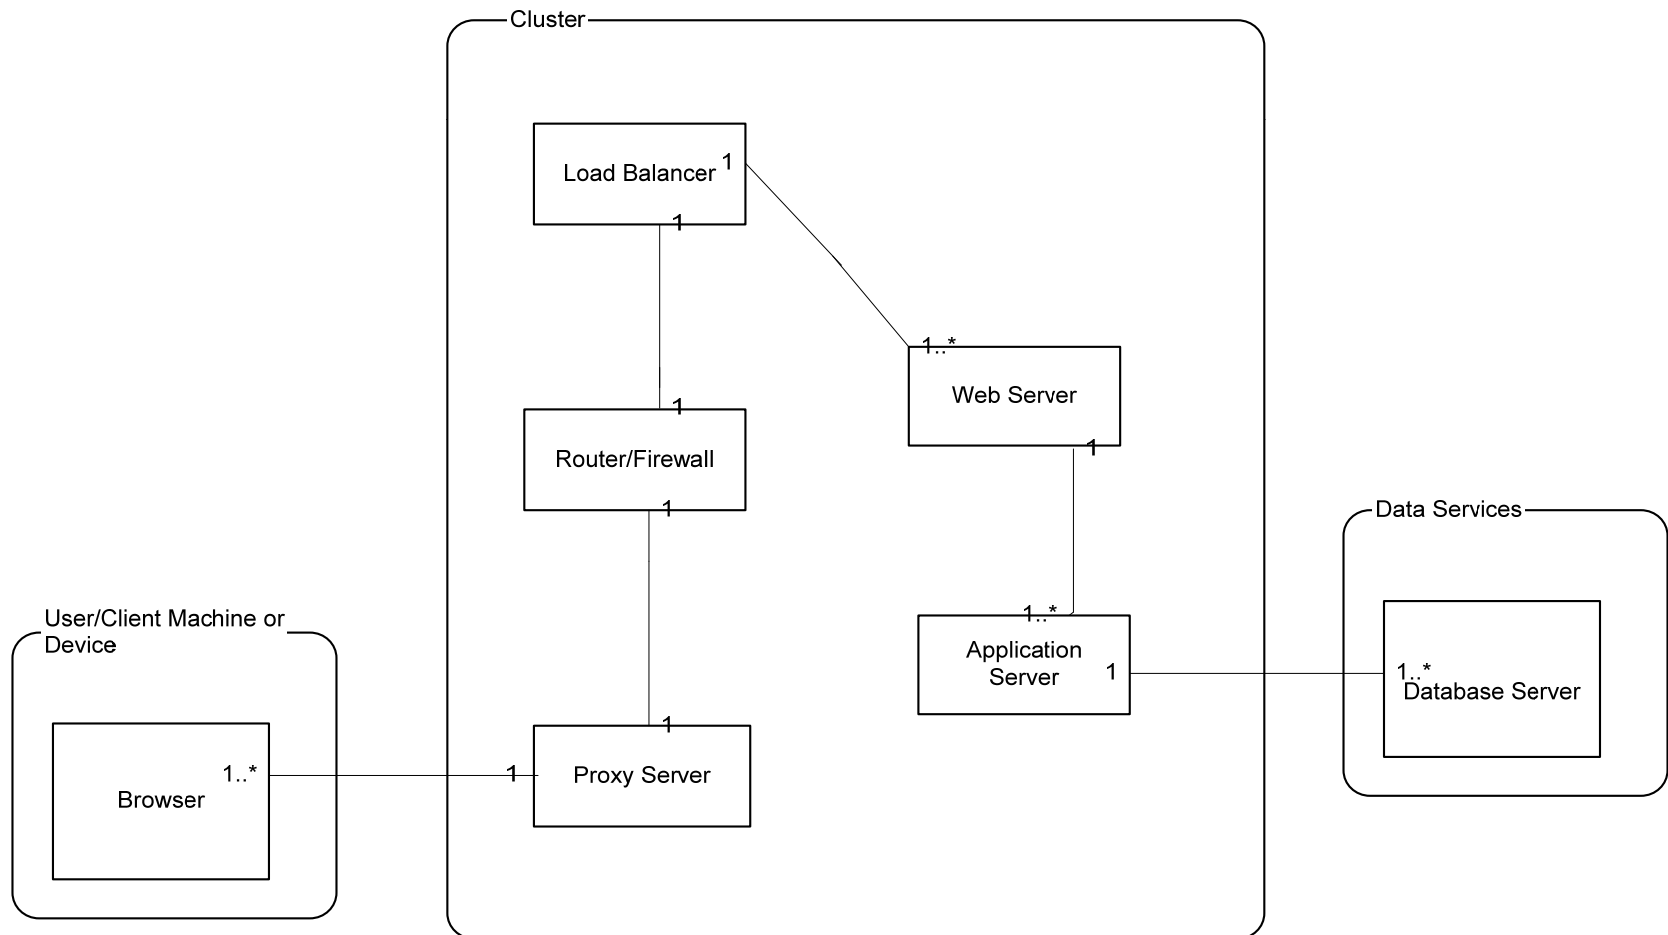 Cluster
Load Balancer
1
1
1..*
Web Server
1
1
Router/Firewall
1
Data Services
User/Client Machine or
Device
1..*
Application
Server
1
1..*
Database Server
1
Proxy Server
1
1..*
Browser